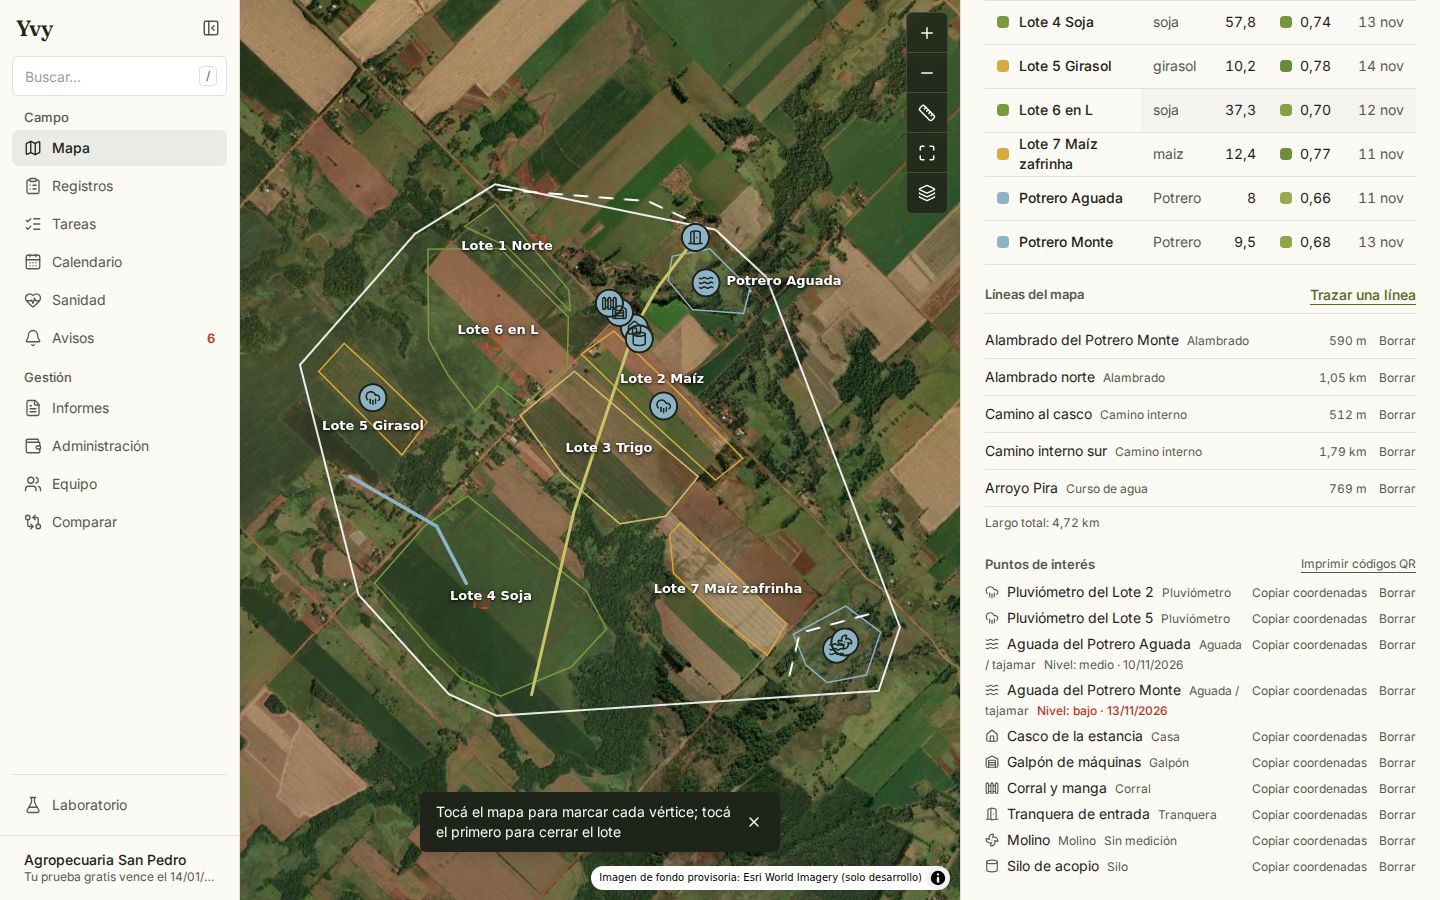 Yvy
Buscar...
/
Campo
Mapa
Registros
Tareas
Calendario
Sanidad
Avisos 6
Gestión
Informes
Administración
Equipo
Comparar
Laboratorio
Agropecuaria San Pedro
Tu prueba gratis vence el 14/01/...
Lote 1 Norte
Potrero Aguada
Lote 6 en L
Lote 2 Maíz
Lote 5 Girasol
Lote 3 Trigo
Lote 4 Soja
Lote 7 Maíz zafrinha
Tocá el mapa para marcar cada vértice; tocá
el primero para cerrar el lote
Imagen de fondo provisoria: Esri World Imagery (solo desarrollo)
Lote 4 Soja soja 57,8 0,74 13 nov
Lote 5 Girasol girasol 10,2 0,78 14 nov
Lote 6 en L soja 37,3 0,70 12 nov
Lote 7 Maíz
zafrinha maiz 12,4 0,77 11 nov
Potrero Aguada Potrero 8 0,66 11 nov
Potrero Monte Potrero 9,5 0,68 13 nov
Líneas del mapa Trazar una línea
Alambrado del Potrero Monte Alambrado 590 m Borrar
Alambrado norte Alambrado 1,05 km Borrar
Camino al casco Camino interno 512 m Borrar
Camino interno sur Camino interno 1,79 km Borrar
Arroyo Pira Curso de agua 769 m Borrar
Largo total: 4,72 km
Puntos de interés Imprimir códigos QR
Pluviómetro del Lote 2 Pluviómetro Copiar coordenadas Borrar
Pluviómetro del Lote 5 Pluviómetro Copiar coordenadas Borrar
Aguada del Potrero Aguada Aguada Copiar coordenadas Borrar
/ tajamar Nivel: medio · 10/11/2026
Aguada del Potrero Monte Aguada / Copiar coordenadas Borrar
tajamar Nivel: bajo · 13/11/2026
Casco de la estancia Casa Copiar coordenadas Borrar
Galpón de máquinas Galpón Copiar coordenadas Borrar
Corral y manga Corral Copiar coordenadas Borrar
Tranquera de entrada Tranquera Copiar coordenadas Borrar
Molino Molino Sin medición Copiar coordenadas Borrar
Silo de acopio Silo Copiar coordenadas Borrar